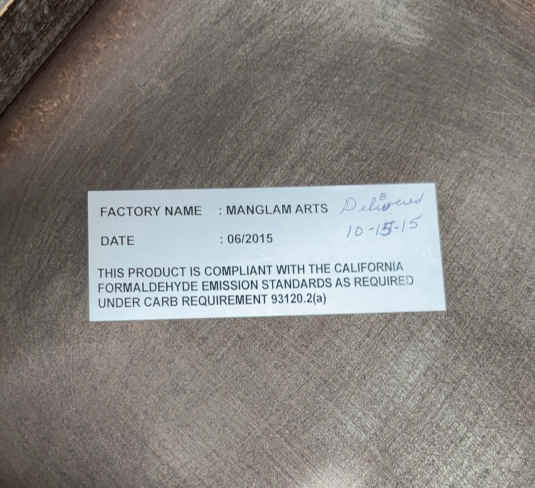 FACTORY NAME : MANGLAM ARTS Delivered
DATE : 06/2015 10-15-15
THIS PRODUCT IS COMPLIANT WITH THE CALIFORNIA
FORMALDEHYDE EMISSION STANDARDS AS REQUIRED
UNDER CARB REQUIREMENT 93120.2(a)